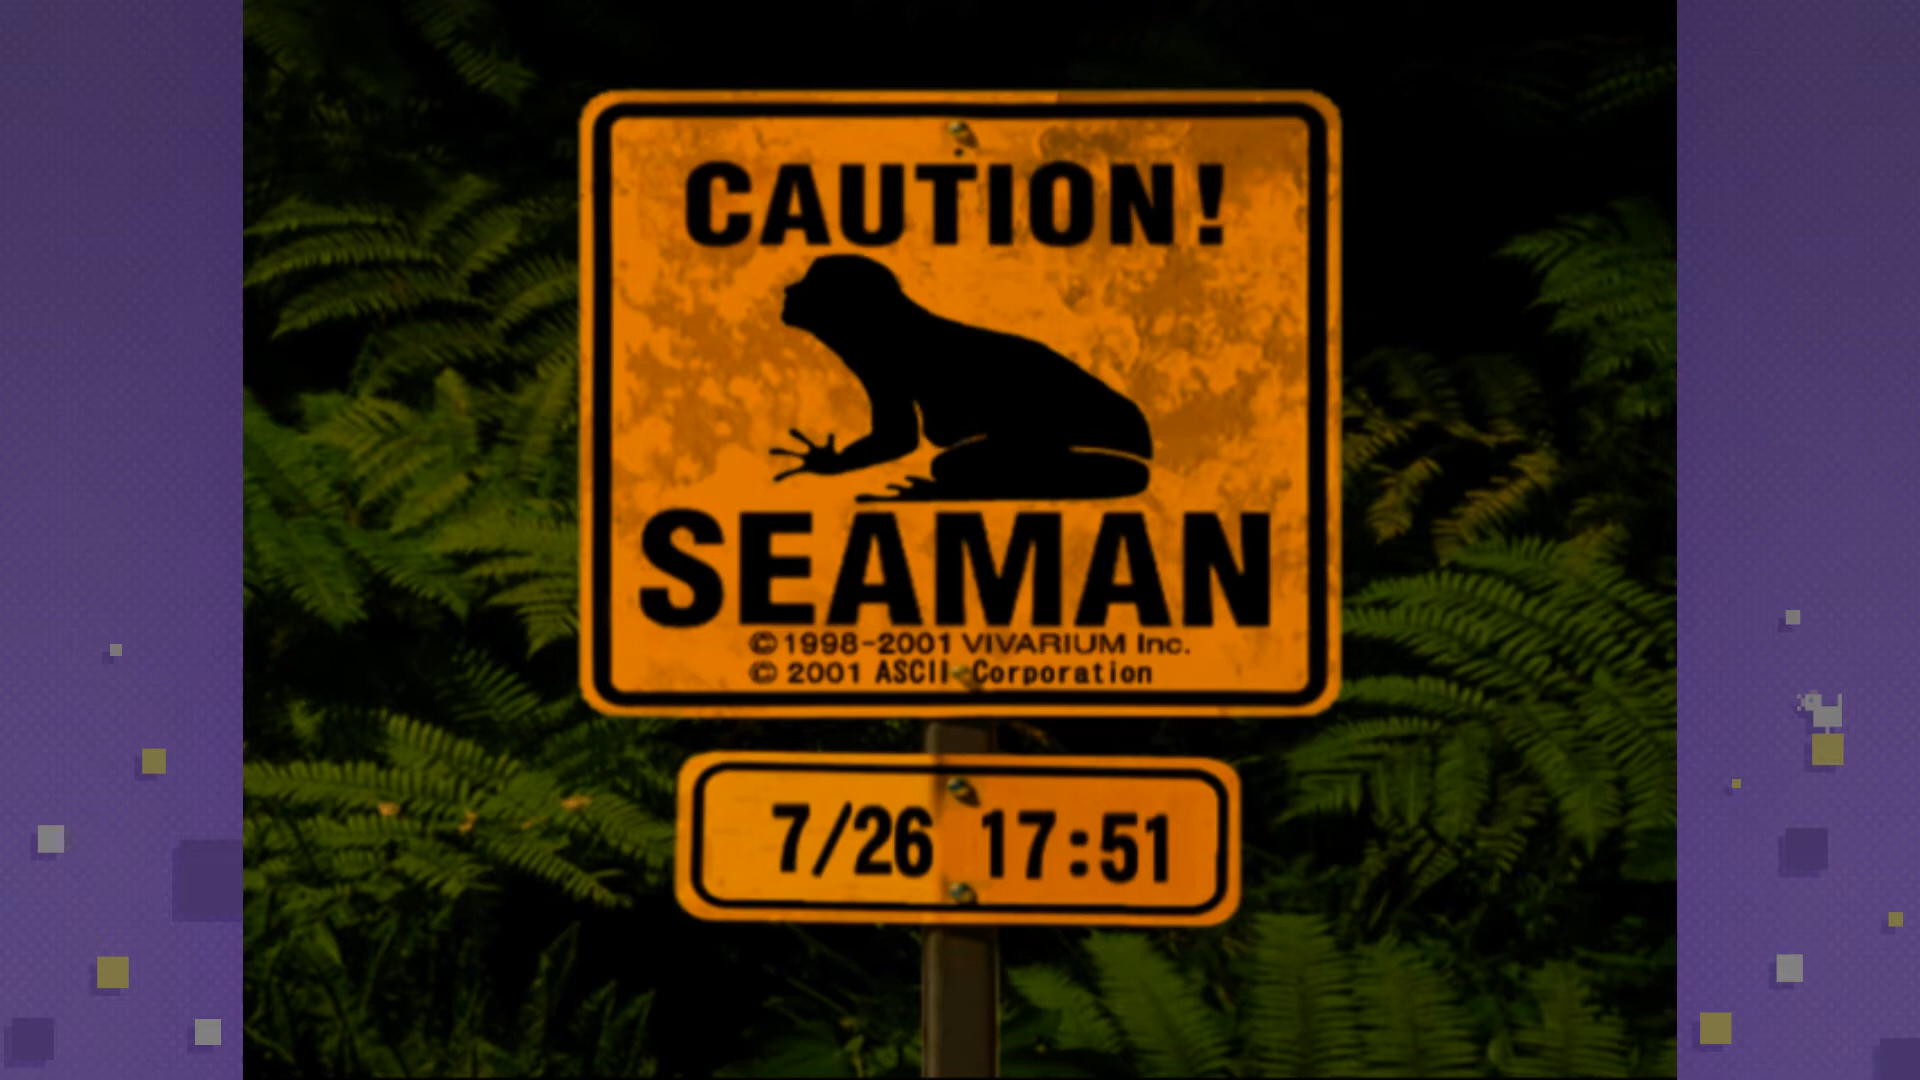 CAUTION!
SEAMAN
©1998-2001 VIVARIUM Inc.
© 2001 ASCII Corporation
7/26 17:51